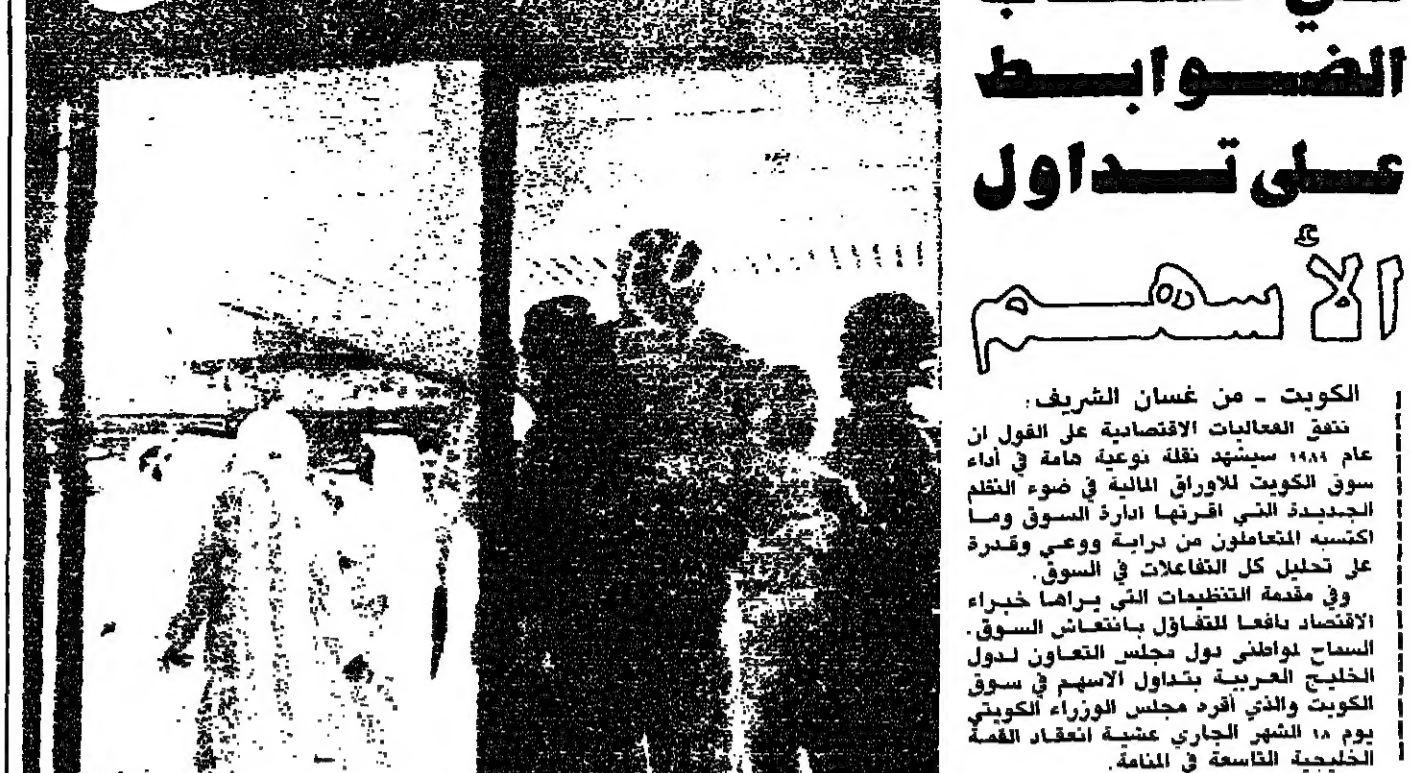 الضوابط
على تداول
الأسهم
الكويت - من غسان الشريف:
تتفق الفعاليات الاقتصادية على القول ان
عام ١٩٨٩ سيشهد نقلة نوعية هامة في أداء
سوق الكويت للاوراق المالية في ضوء النظم
الجديدة التي اقرتها ادارة السوق وما
اكتسبه المتعاملون من دراية ووعي وقدرة
على تحليل كل التفاعلات في السوق.
وفي مقدمة التنظيمات التي يراها خبراء
الاقتصاد دافعا للتفاؤل بانتعاش السوق.
السماح لمواطني دول مجلس التعاون لدول
الخليج العربية بتداول الاسهم في سوق
الكويت والذي أقره مجلس الوزراء الكويتي
يوم ١٨ الشهر الجاري عشية انعقاد القمة
الخليجية التاسعة في المنامة.